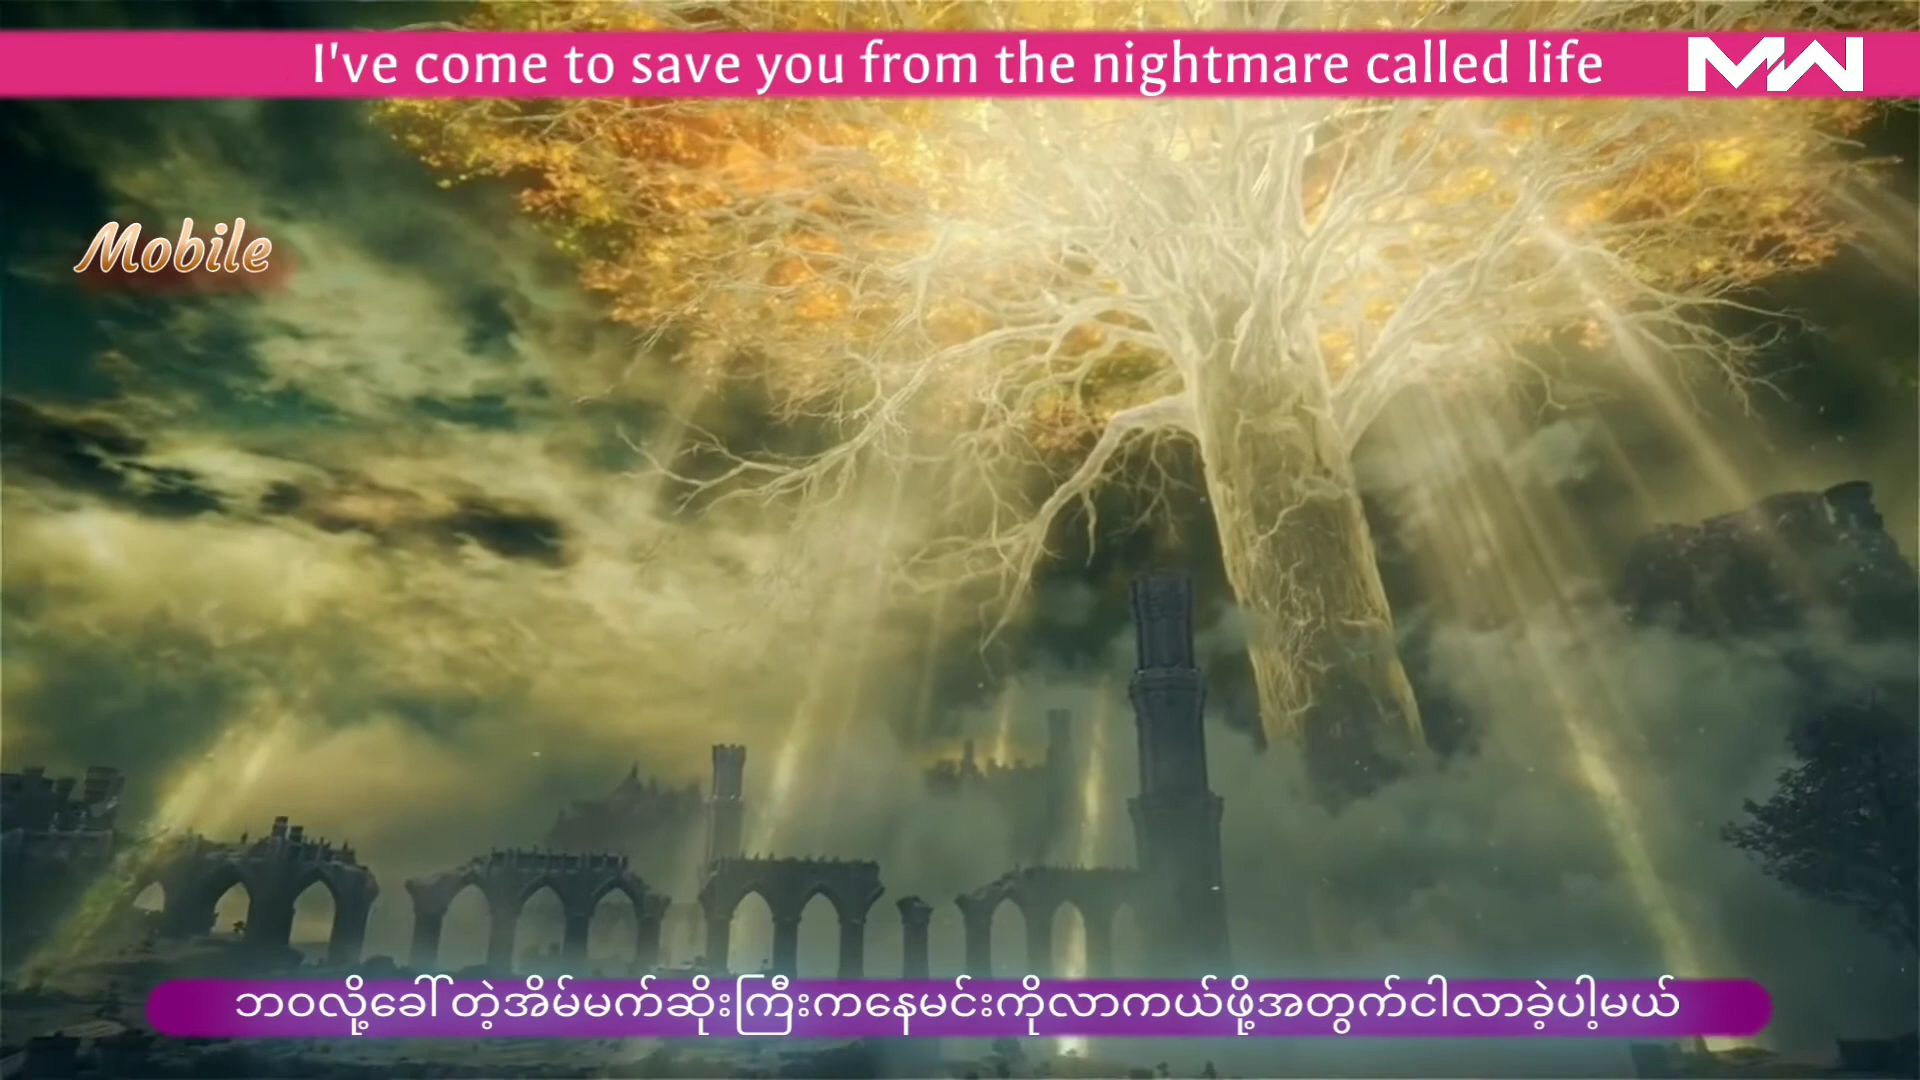 I've come to save you from the nightmare called life
MW
Mobile
ဘဝလို့ခေါ်တဲ့အိမ်မက်ဆိုးကြီးကနေမင်းကိုလာကယ်ဖို့အတွက်ငါလာခဲ့ပါ့မယ်